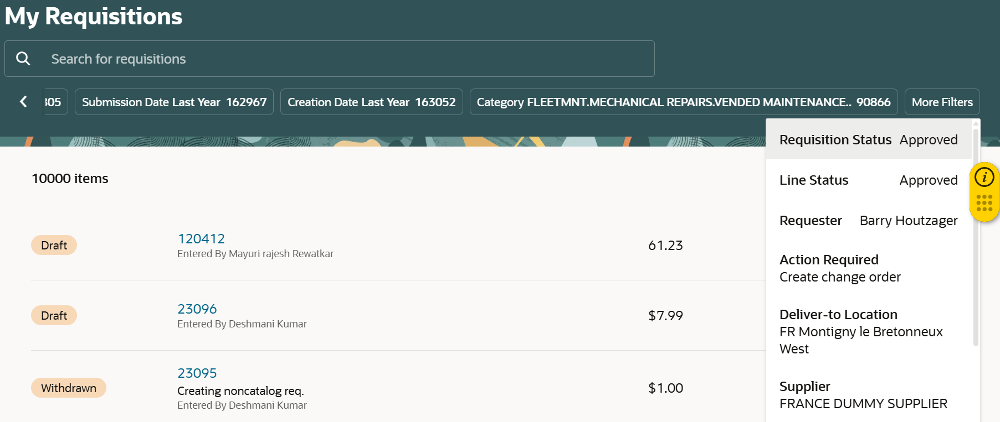 My Requisitions
Search for requisitions
Submission Date Last Year 162967
Creation Date Last Year 163052
Category FLEETMNT.MECHANICAL REPAIRS.VENDED MAINTENANCE.. 90866
More Filters
Requisition Status Approved
Line Status Approved
Requester Barry Houtzager
Action Required
Create change order
Deliver-to Location
FR Montigny le Bretonneux
West
Supplier
FRANCE DUMMY SUPPLIER
10000 items
Draft
120412
Entered By Mayuri rajesh Rewatkar
61.23
Draft
23096
Entered By Deshmani Kumar
$7.99
Withdrawn
23095
Creating noncatalog req.
Entered By Deshmani Kumar
$1.00